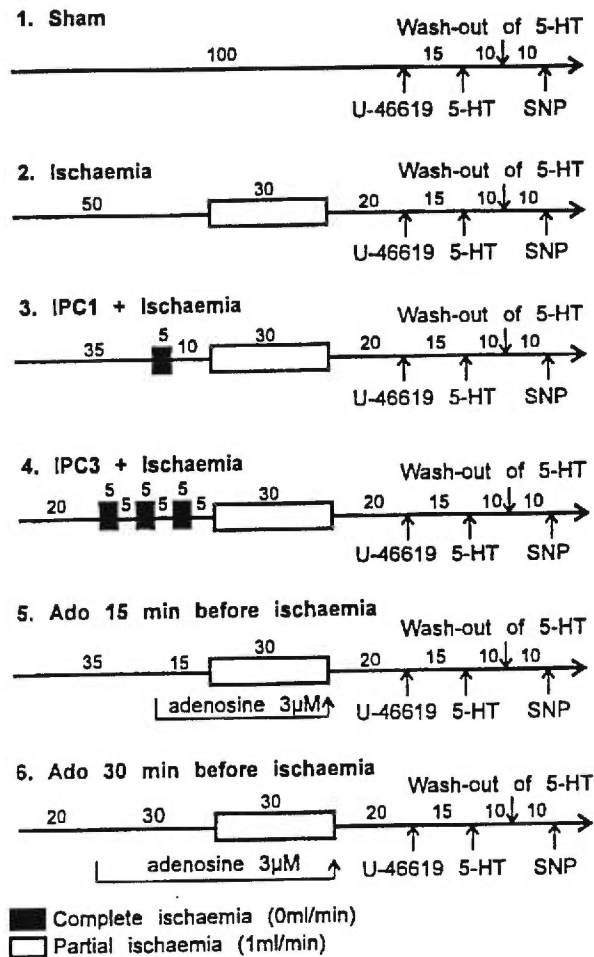 1. Sham
Wash-out of 5-HT
100 15 10 10
U-46619 5-HT SNP
2. Ischaemia
Wash-out of 5-HT
50 30 20 15 10 10
U-46619 5-HT SNP
3. IPC1 + Ischaemia
Wash-out of 5-HT
35 5 10 30 20 15 10 10
U-46619 5-HT SNP
4. IPC3 + Ischaemia
Wash-out of 5-HT
20 5 5 5 5 5 5 30 20 15 10 10
U-46619 5-HT SNP
5. Ado 15 min before ischaemia
Wash-out of 5-HT
35 15 30 20 15 10 10
adenosine 3µM U-46619 5-HT SNP
6. Ado 30 min before ischaemia
Wash-out of 5-HT
20 30 30 20 15 10 10
adenosine 3µM U-46619 5-HT SNP
Complete ischaemia (0ml/min)
Partial ischaemia (1ml/min)